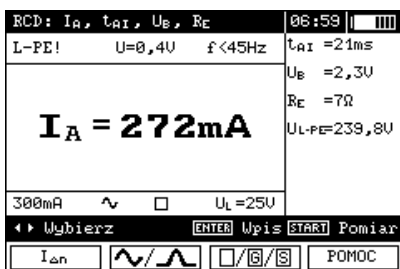 RCD: IA, tAI, UB, RE 06:59
L-PE! U=0,4V f<45Hz
tAI =21ms
UB =2,3V
RE =7Ω
UL-PE=239,8V
IA = 272mA
300mA UL=25V
Wybierz ENTER Wpis START Pomiar
IΔn / □/G/S POMOC